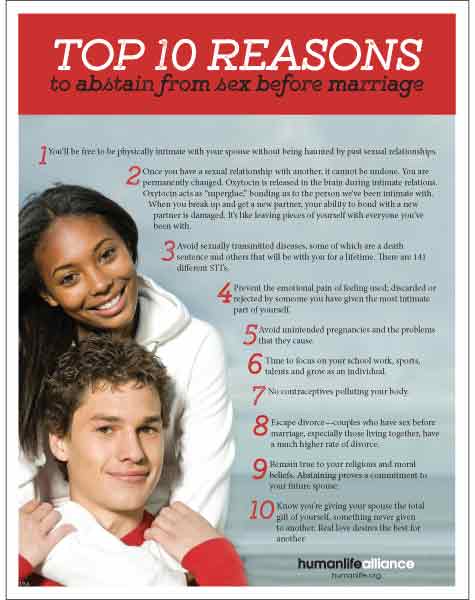 TOP 10 REASONS
to abstain from sex before marriage
1 You'll be free to be physically intimate with your spouse without being haunted by past sexual relationships.
2 Once you have a sexual relationship with another, it cannot be undone. You are
permanently changed. Oxytocin is released in the brain during intimate relations.
Oxytocin acts as "superglue," bonding us to the person we've been intimate with.
When you break up and get a new partner, your ability to bond with a new
partner is damaged. It's like leaving pieces of yourself with everyone you've
been with.
3 Avoid sexually transmitted diseases, some of which are a death
sentence and others that will be with you for a lifetime. There are 141
different STI's.
4 Prevent the emotional pain of feeling used; discarded or
rejected by someone you have given the most intimate
part of yourself.
5 Avoid unintended pregnancies and the problems
that they cause.
6 Time to focus on your school work, sports,
talents and grow as an individual.
7 No contraceptives polluting your body.
8 Escape divorce—couples who have sex before
marriage, especially those living together, have
a much higher rate of divorce.
9 Remain true to your religious and moral
beliefs. Abstaining proves a commitment to
your future spouse.
10 Know you're giving your spouse the total
gift of yourself, something never given
to another. Real love desires the best for
another.
humanlifealliance
humanlife.org